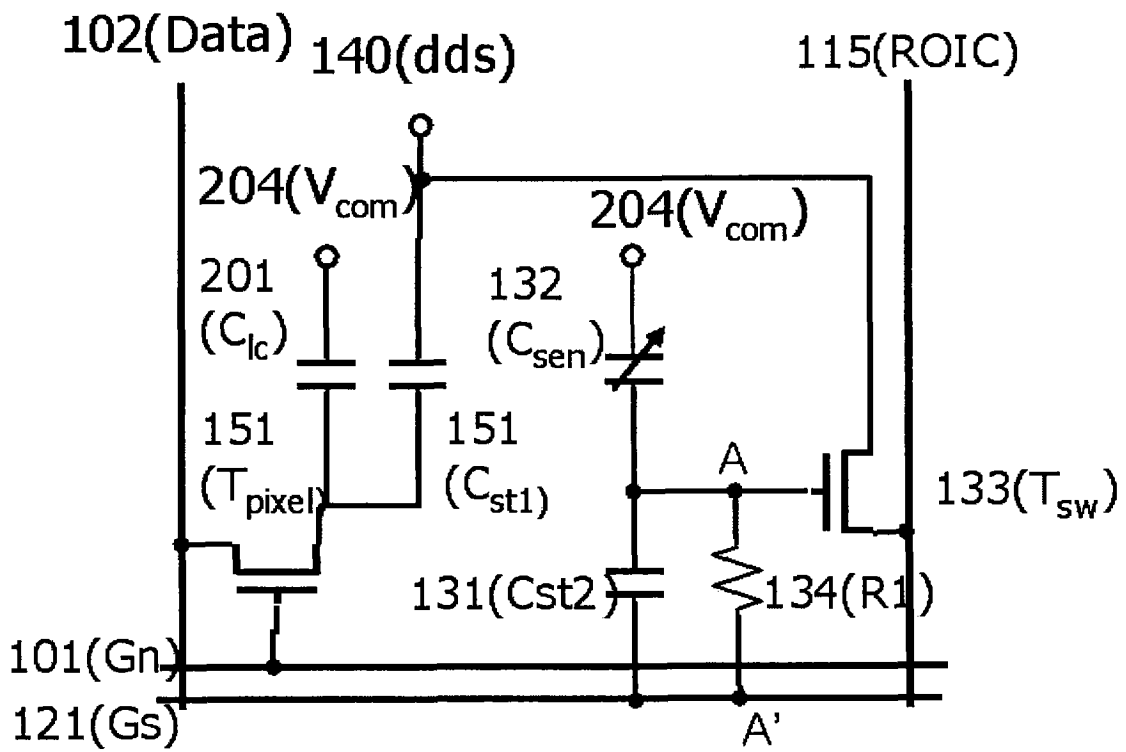 102(Data)
140(dds)
115(ROIC)
204(Vcom)
204(Vcom)
201
(Clc)
132
(Csen)
151
(Tpixel)
151
(Cst1)
A
133(Tsw)
131(Cst2)
134(R1)
101(Gn)
121(Gs)
A'